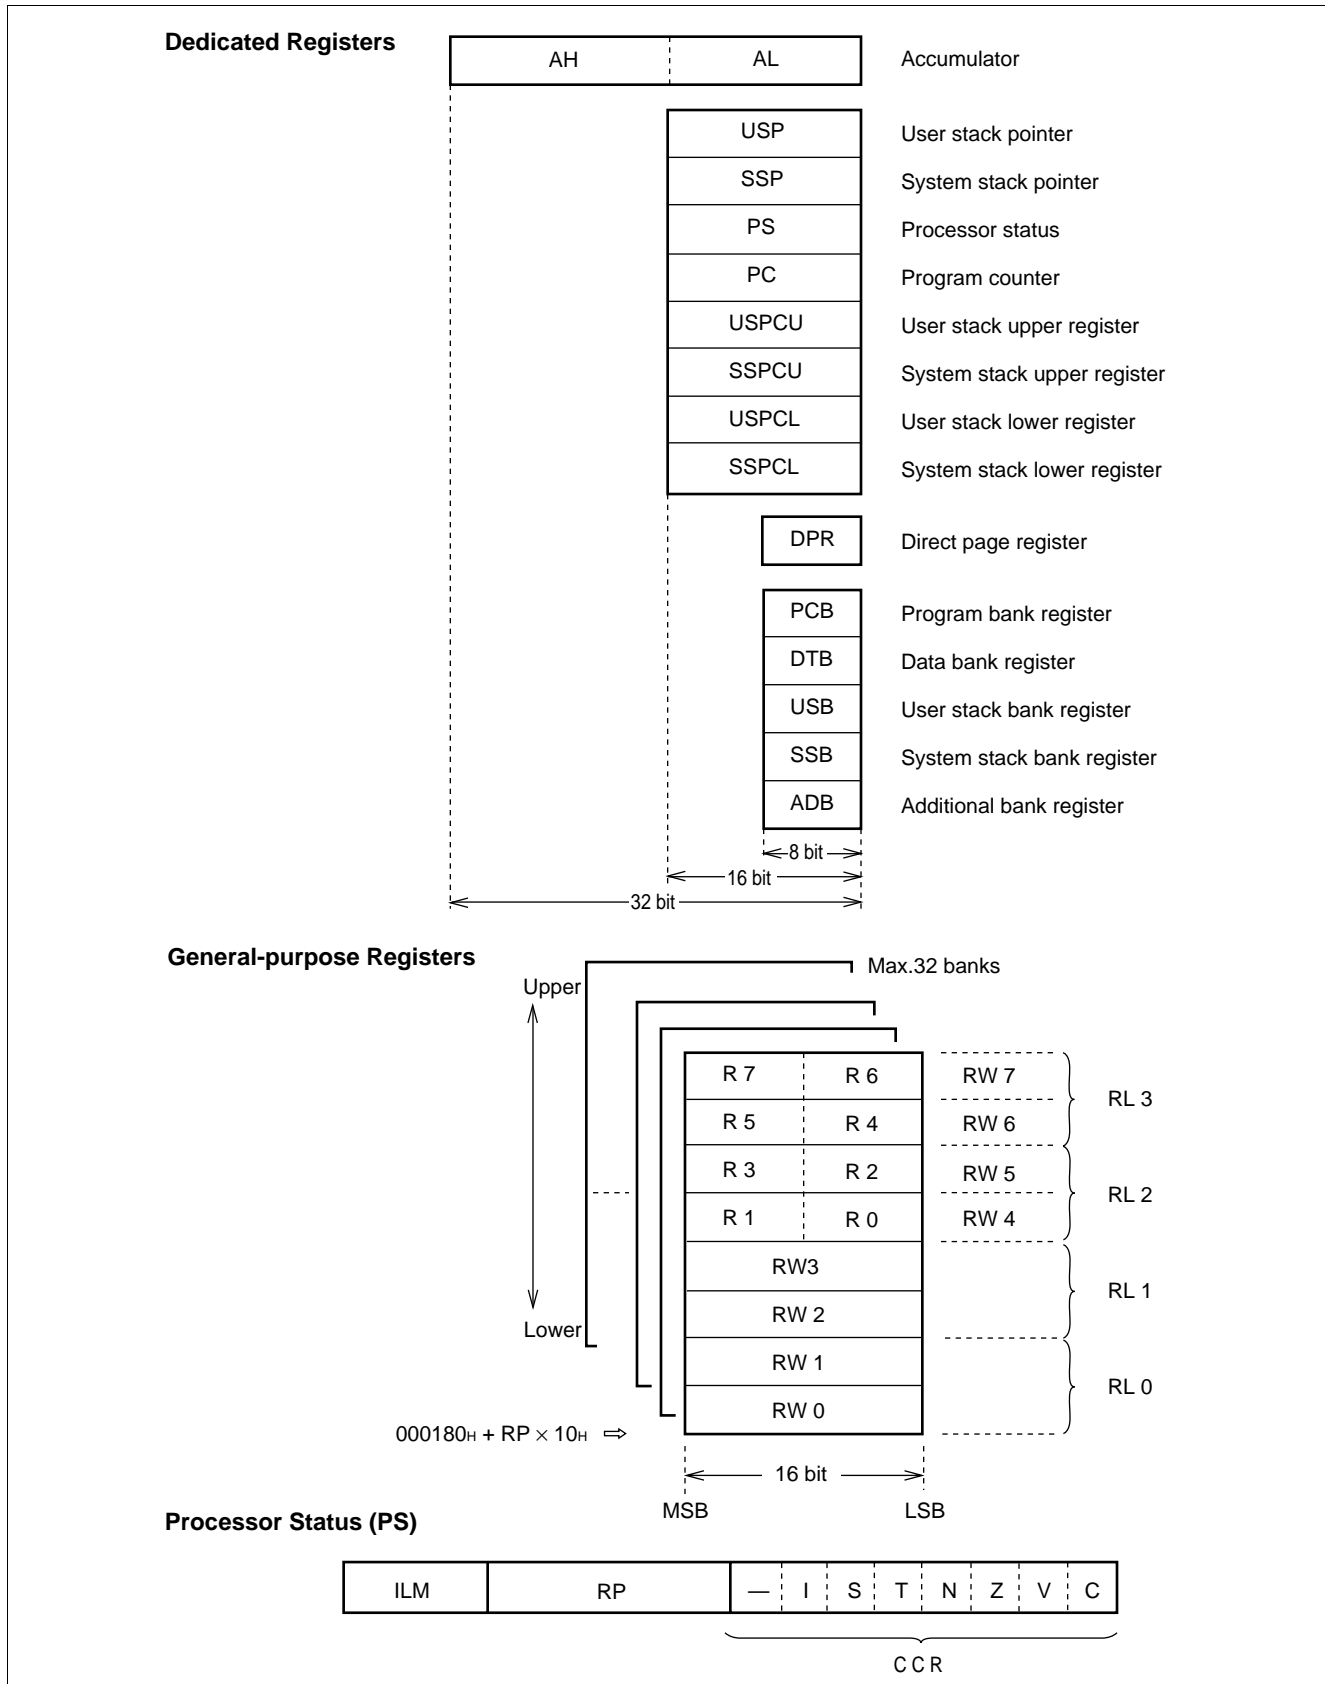 Dedicated Registers
AH AL Accumulator
USP User stack pointer
SSP System stack pointer
PS Processor status
PC Program counter
USPCU User stack upper register
SSPCU System stack upper register
USPCL User stack lower register
SSPCL System stack lower register
DPR Direct page register
PCB Program bank register
DTB Data bank register
USB User stack bank register
SSB System stack bank register
ADB Additional bank register
8 bit
16 bit
32 bit
General-purpose Registers
Max.32 banks
Upper
R 7 R 6 RW 7
RL 3
R 5 R 4 RW 6
R 3 R 2 RW 5
RL 2
R 1 R 0 RW 4
RW3
RL 1
RW 2
Lower
RW 1
RL 0
RW 0
000180H + RP × 10H ⇨
16 bit
MSB LSB
Processor Status (PS)
ILM RP — I S T N Z V C
CCR